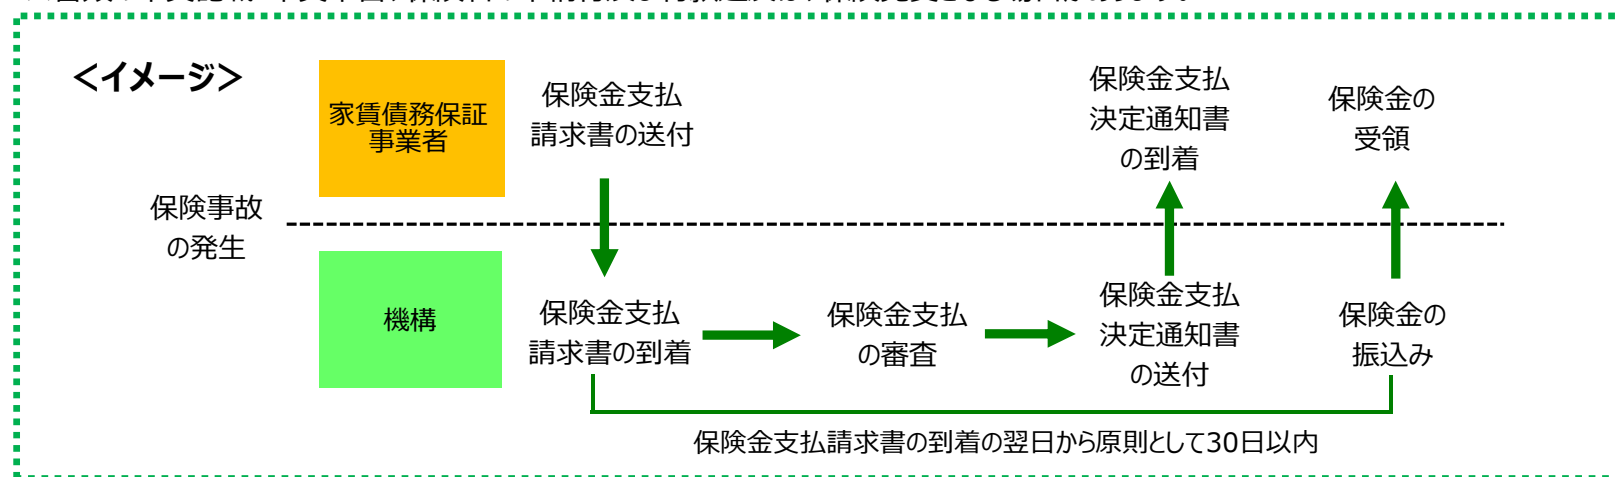 ＜イメージ＞
家賃債務保証
事業者
保険金支払
請求書の送付
保険金支払
決定通知書
の到着
保険金の
受領
保険事故
の発生
機構
保険金支払
請求書の到着
保険金支払
の審査
保険金支払
決定通知書
の送付
保険金の
振込み
保険金支払請求書の到着の翌日から原則として30日以内